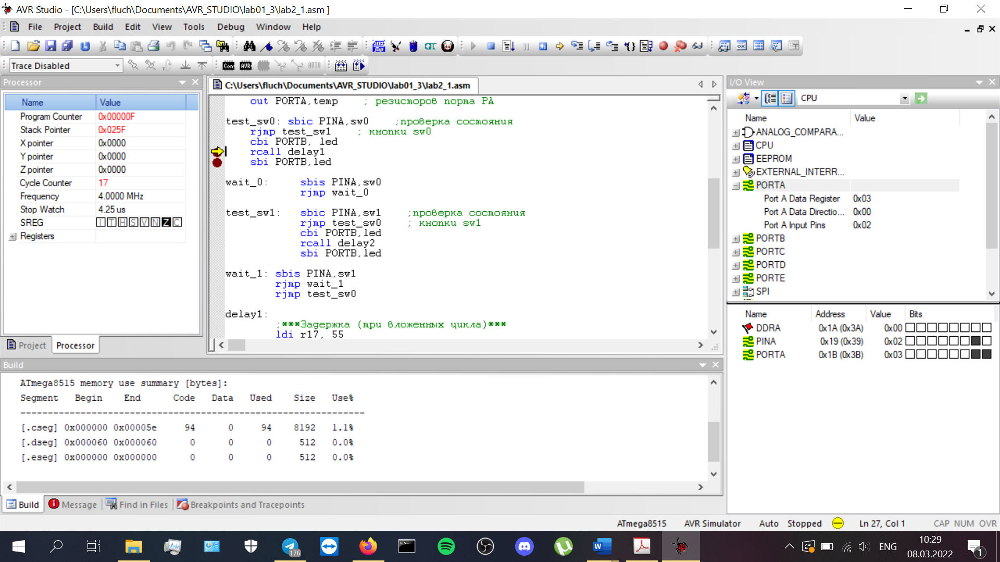 AVR Studio - [C:\Users\fluch\Documents\AVR_STUDIO\lab01_3\lab2_1.asm ]
File Project Build Edit View Tools Debug Window Help
Trace Disabled
Con AVR AUTO
Processor
Name Value
Program Counter 0x00000F
Stack Pointer 0x025F
X pointer 0x0000
Y pointer 0x0000
Z pointer 0x0000
Cycle Counter 17
Frequency 4.0000 MHz
Stop Watch 4.25 us
SREG I T H S V N Z C
Registers
Project Processor
C:\Users\fluch\Documents\AVR_STUDIO\lab01_3\lab2_1.asm
out PORTA,temp ; резисторов порта PA
test_sw0: sbic PINA,sw0 ;проверка состояния
rjmp test_sw1 ; кнопки sw0
cbi PORTB, led
rcall delay1
sbi PORTB,led
wait_0: sbis PINA,sw0
rjmp wait_0
test_sw1: sbic PINA,sw1 ;проверка состояния
rjmp test_sw0 ; кнопки sw1
cbi PORTB,led
rcall delay2
sbi PORTB,led
wait_1: sbis PINA,sw1
rjmp wait_1
rjmp test_sw0
delay1:
;***Задержка (три вложенных цикла)***
ldi r17, 55
I/O View
CPU
Name Value
ANALOG_COMPARA...
CPU
EEPROM
EXTERNAL_INTERR...
PORTA
Port A Data Register 0x03
Port A Data Directio... 0x00
Port A Input Pins 0x02
PORTB
PORTC
PORTD
PORTE
SPI
Name Address Value Bits
DDRA 0x1A (0x3A) 0x00
PINA 0x19 (0x39) 0x02
PORTA 0x1B (0x3B) 0x03
Build
ATmega8515 memory use summary [bytes]:
Segment Begin End Code Data Used Size Use%
---------------------------------------------------------------
[.cseg] 0x000000 0x00005e 94 0 94 8192 1.1%
[.dseg] 0x000060 0x000060 0 0 0 512 0.0%
[.eseg] 0x000000 0x000000 0 0 0 512 0.0%
Build Message Find in Files Breakpoints and Tracepoints
ATmega8515 AVR Simulator Auto Stopped Ln 27, Col 1 CAP NUM OVR
176
ENG
10:29
08.03.2022
1